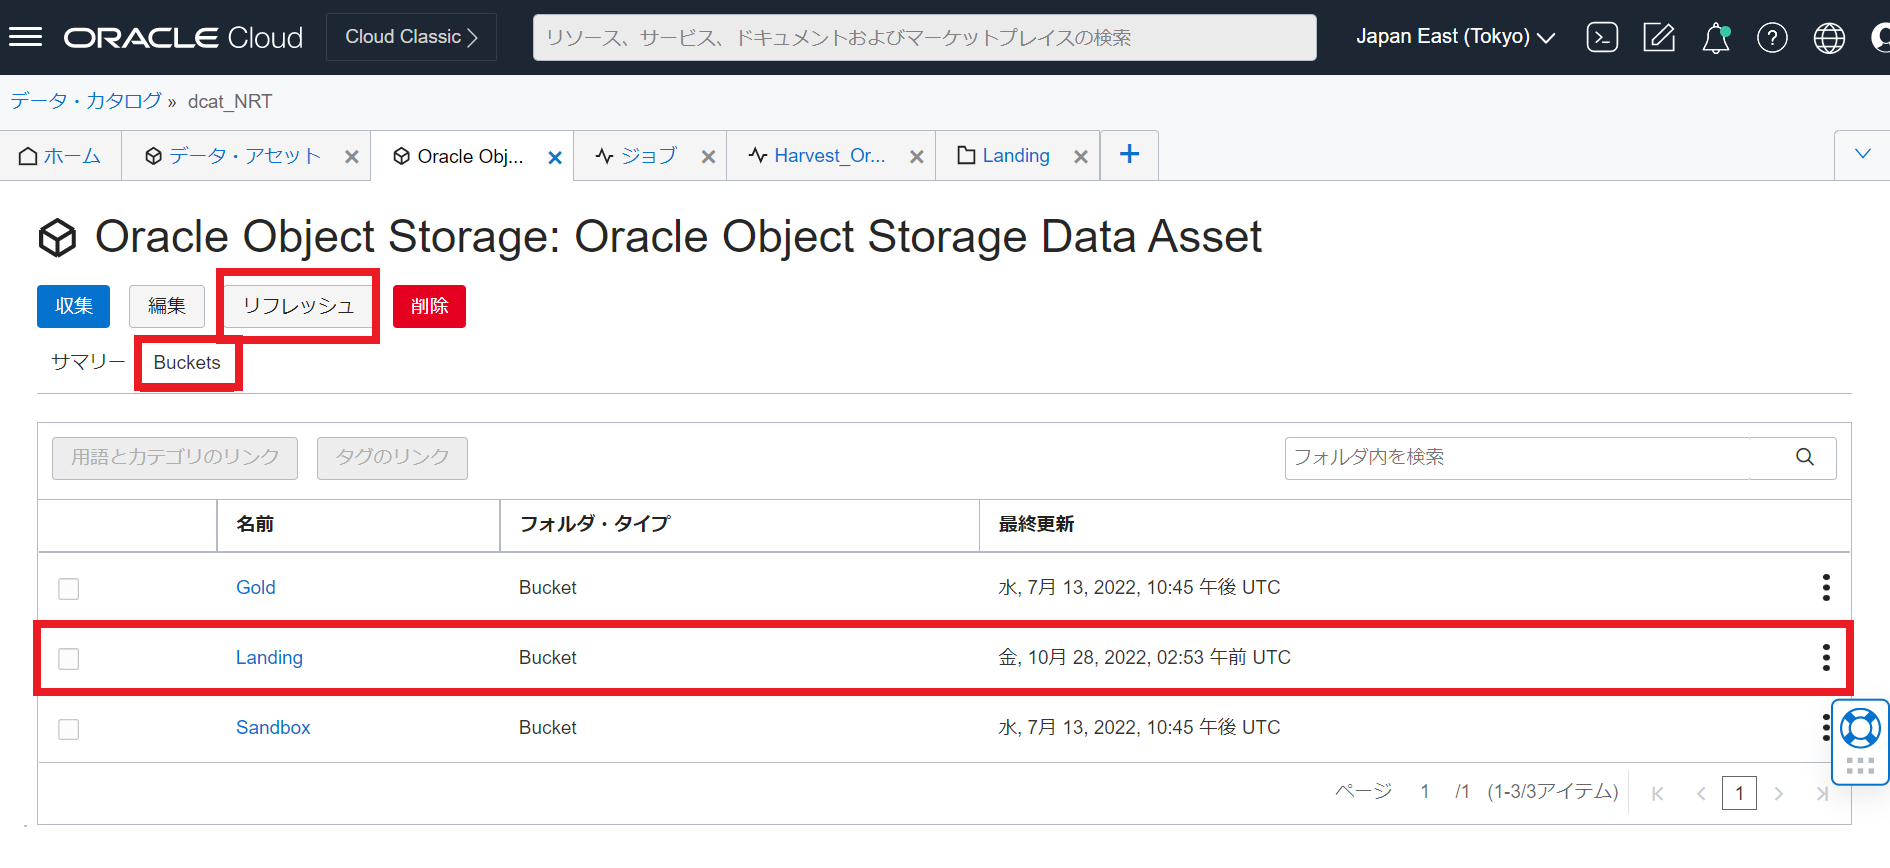 ORACLE Cloud Cloud Classic リソース、サービス、ドキュメントおよびマーケットプレイスの検索 Japan East (Tokyo)
データ・カタログ » dcat_NRT
ホーム データ・アセット Oracle Obj... ジョブ Harvest_Or... Landing +
Oracle Object Storage: Oracle Object Storage Data Asset
収集 編集 リフレッシュ 削除
サマリー Buckets
用語とカテゴリのリンク タグのリンク フォルダ内を検索
名前 フォルダ・タイプ 最終更新
Gold Bucket 水, 7月 13, 2022, 10:45 午後 UTC
Landing Bucket 金, 10月 28, 2022, 02:53 午前 UTC
Sandbox Bucket 水, 7月 13, 2022, 10:45 午後 UTC
ページ 1 /1 (1-3/3アイテム) 1